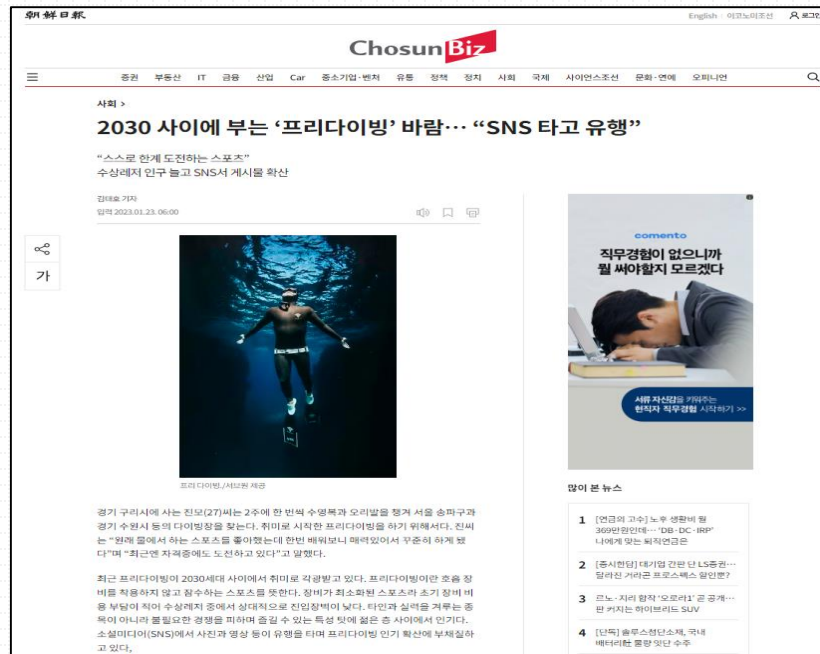 朝鮮日報
English 이코노미조선 로그인
ChosunBiz
증권 부동산 IT 금융 산업 Car 중소기업·벤처 유통 정책 정치 사회 국제 사이언스조선 문화·연예 오피니언
사회 >
2030 사이에 부는 ‘프리다이빙’ 바람… “SNS 타고 유행”
“스스로 한계 도전하는 스포츠”
수상레저 인구 늘고 SNS서 게시물 확산
김태호 기자
입력 2023.01.23. 06:00
가
프리다이빙./서브원 제공
경기 구리시에 사는 진모(27)씨는 2주에 한 번씩 수영복과 오리발을 챙겨 서울 송파구과
경기 수원시 등의 다이빙장을 찾는다. 취미로 시작한 프리다이빙을 하기 위해서다. 진씨
는 “원래 물에서 하는 스포츠를 좋아했는데 한번 배워보니 매력있어서 꾸준히 하게 됐
다”며 “최근엔 자격증에도 도전하고 있다”고 말했다.
최근 프리다이빙이 2030세대 사이에서 취미로 각광받고 있다. 프리다이빙이란 호흡 장
비를 착용하지 않고 잠수하는 스포츠를 뜻한다. 장비가 최소화된 스포츠라 초기 장비 비
용 부담이 적어 수상레저 중에서 상대적으로 진입장벽이 낮다. 타인과 실력을 겨루는 종
목이 아니라 불필요한 경쟁을 피하며 즐길 수 있는 특성 탓에 젊은 층 사이에서 인기다.
소셜미디어(SNS)에서 사진과 영상 등이 유행을 타며 프리다이빙 인기 확산에 부채질하
고 있다,
comento
직무경험이 없으니까
뭘 써야할지 모르겠다
서류 자신감을 키워주는
현직자 직무경험 시작하기 >>
많이 본 뉴스
1 [연금의 고수] 노후 생활비 월
369만원인데… ‘DB·DC·IRP’
나에게 맞는 퇴직연금은
2 [증시한담] 대기업 간판 단 LS증권…
달라진 거라곤 프로스펙스 할인뿐?
3 르노·지리 합작 ‘오로라1’ 곧 공개…
판 커지는 하이브리드 SUV
4 [단독] 솔루스첨단소재, 국내
배터리社 물량 잇단 수주